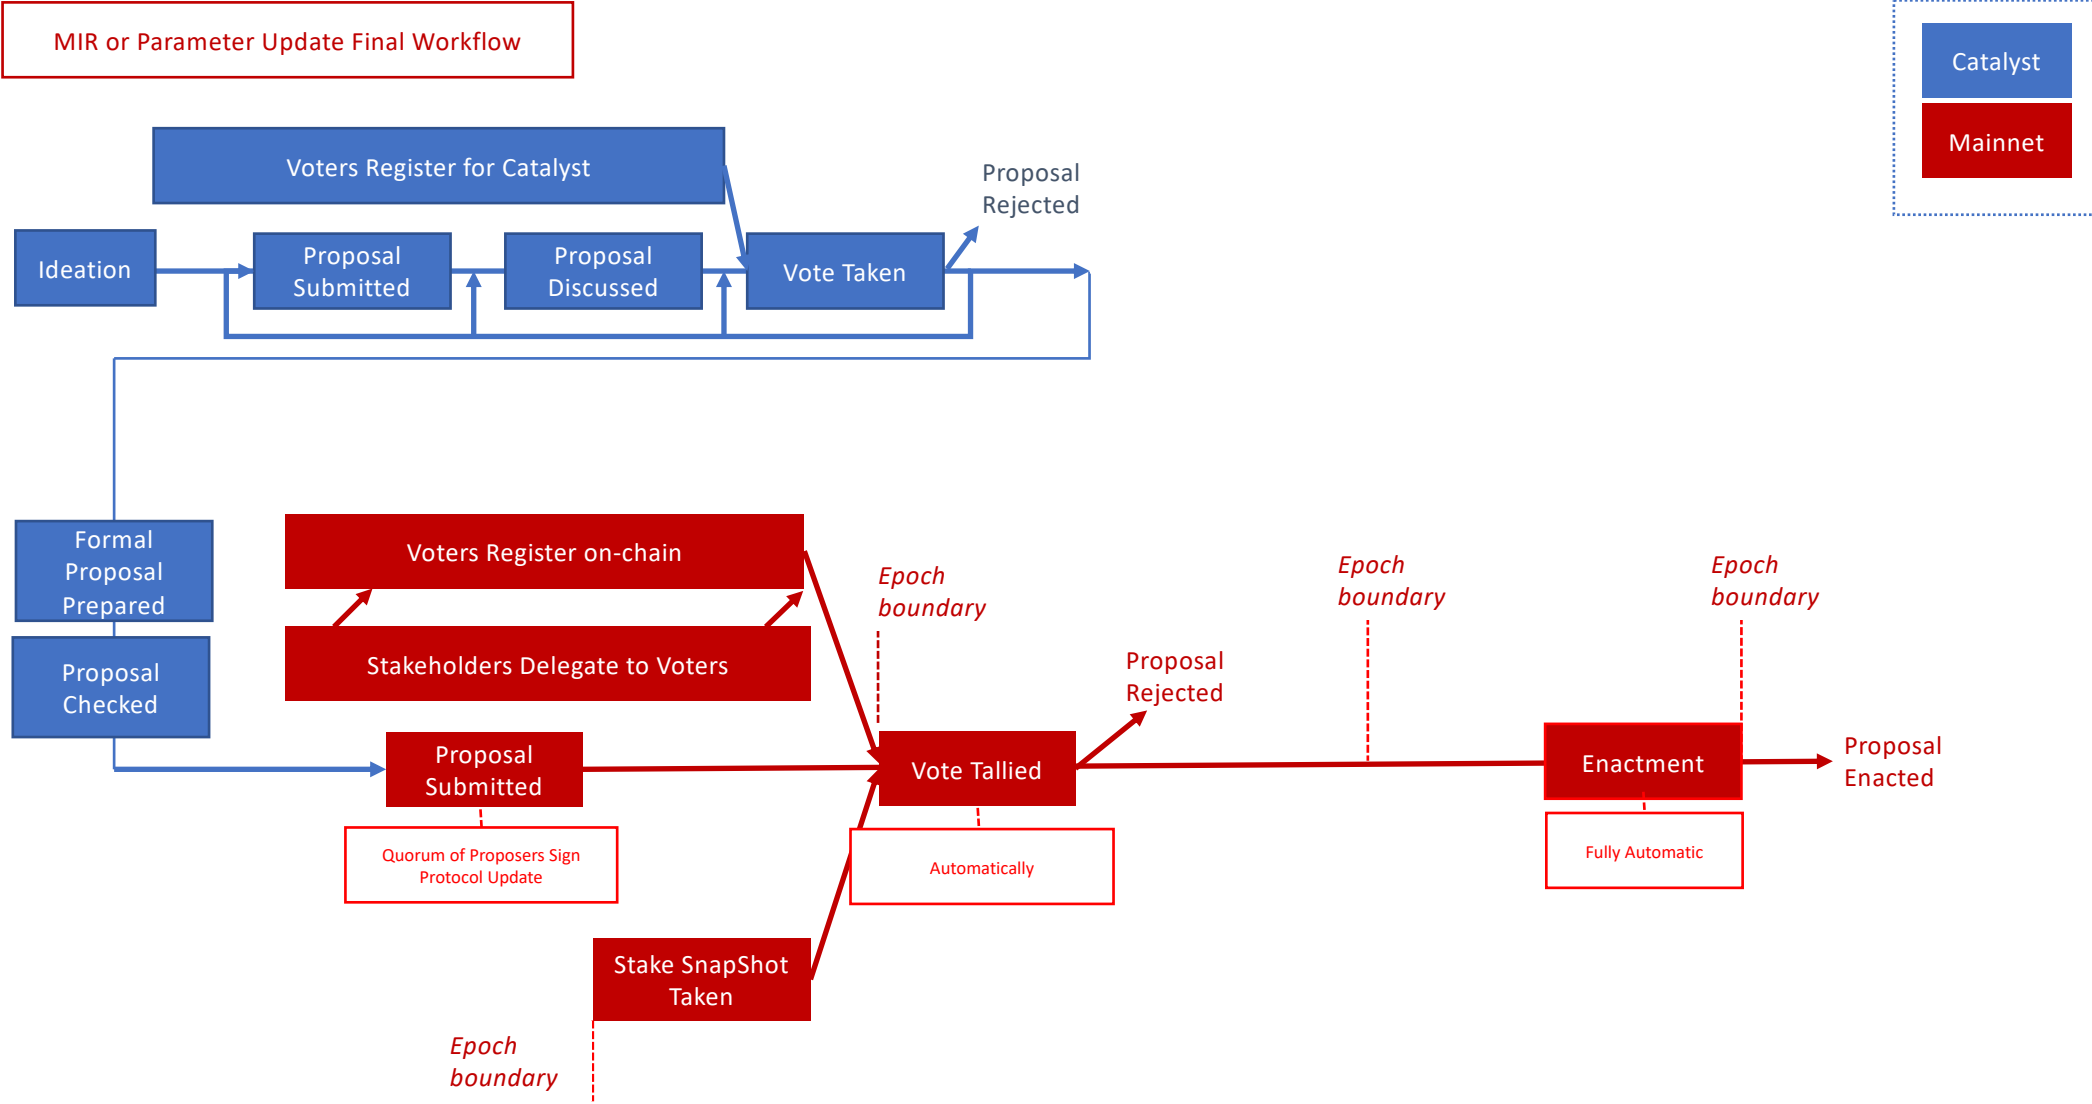 MIR or Parameter Update Final Workflow
Catalyst
Mainnet
Voters Register for Catalyst
Proposal
Rejected
Ideation
Proposal
Submitted
Proposal
Discussed
Vote Taken
Formal
Proposal
Prepared
Proposal
Checked
Voters Register on-chain
Stakeholders Delegate to Voters
Epoch
boundary
Epoch
boundary
Epoch
boundary
Proposal
Rejected
Proposal
Submitted
Vote Tallied
Enactment
Proposal
Enacted
Quorum of Proposers Sign
Protocol Update
Automatically
Fully Automatic
Stake SnapShot
Taken
Epoch
boundary